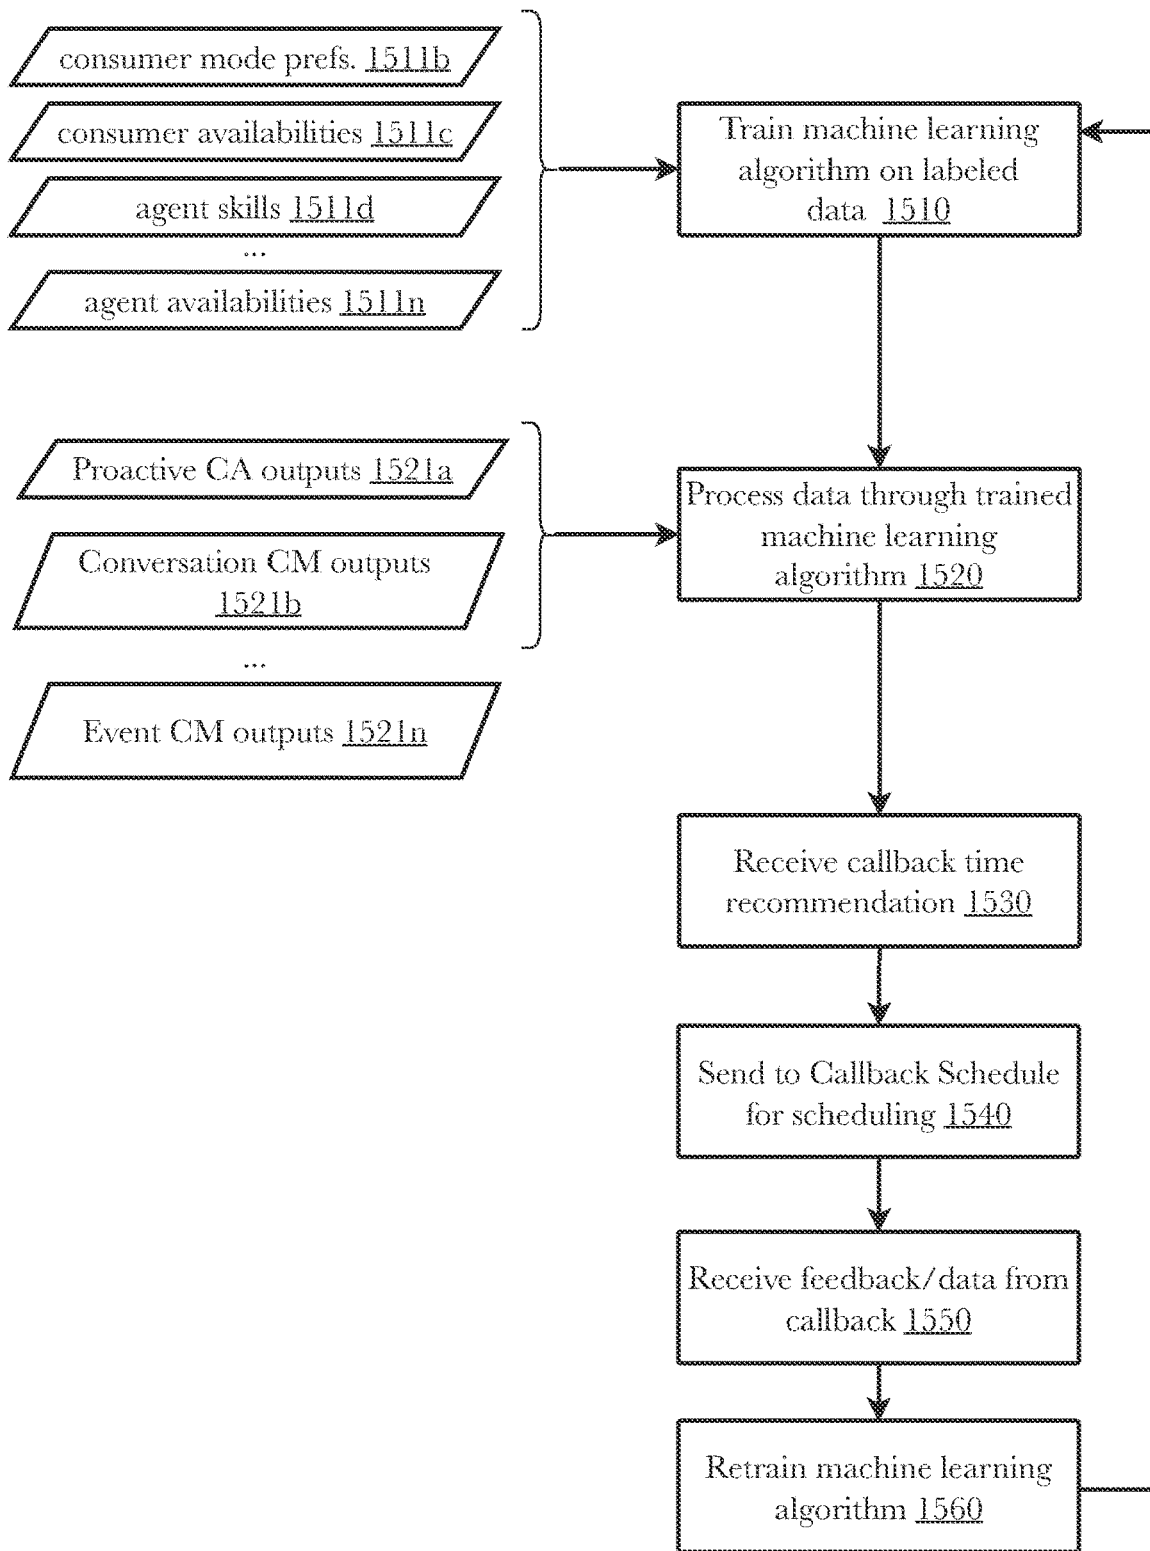 consumer mode prefs. 1511b
consumer availabilities 1511c
agent skills 1511d
...
agent availabilities 1511n
Train machine learning
algorithm on labeled
data 1510
Proactive CA outputs 1521a
Conversation CM outputs
1521b
...
Event CM outputs 1521n
Process data through trained
machine learning
algorithm 1520
Receive callback time
recommendation 1530
Send to Callback Schedule
for scheduling 1540
Receive feedback/data from
callback 1550
Retrain machine learning
algorithm 1560